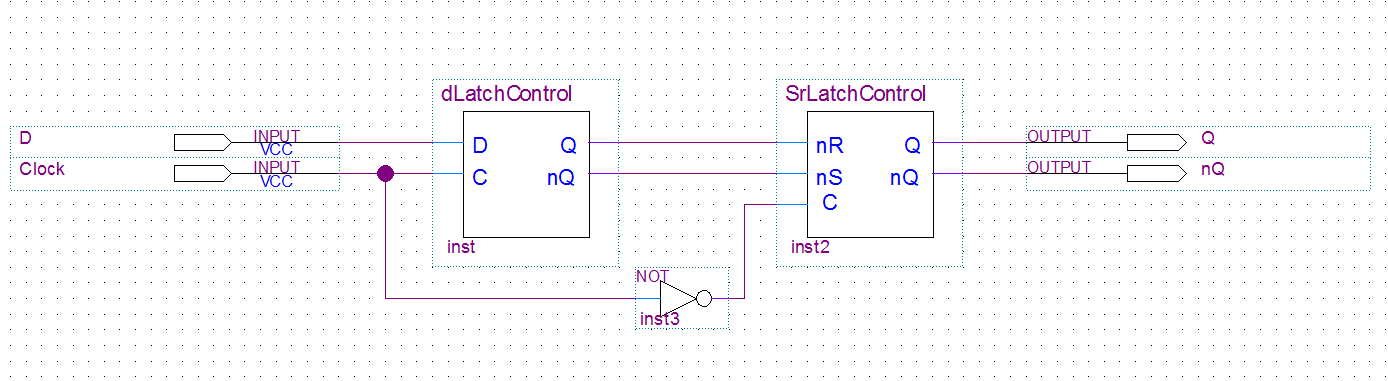 dLatchControl
SrLatchControl
D
INPUT
VCC
D
Q
nR
Q
OUTPUT
Q
Clock
INPUT
VCC
C
nQ
nS
nQ
OUTPUT
nQ
C
inst
inst2
NOT
inst3